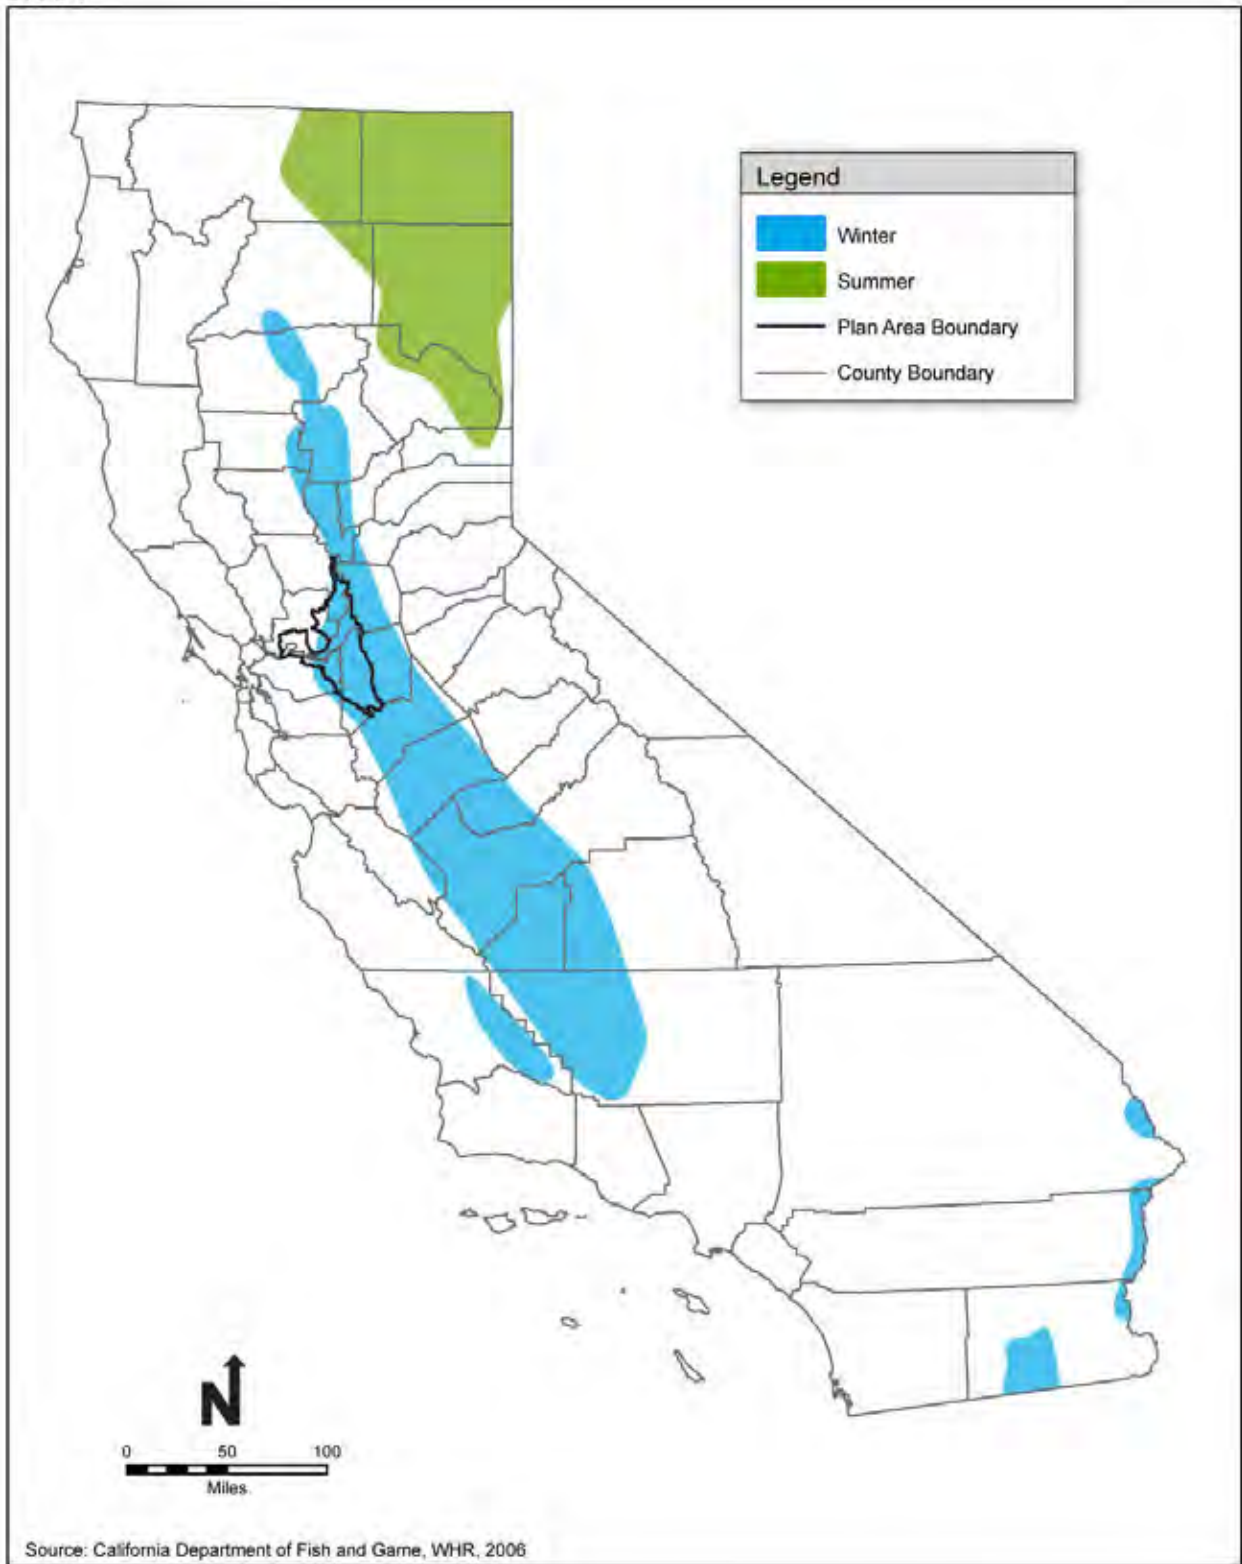 Legend
Winter
Summer
Plan Area Boundary
County Boundary
N
0 50 100
Miles
Source: California Department of Fish and Game, WHR, 2006